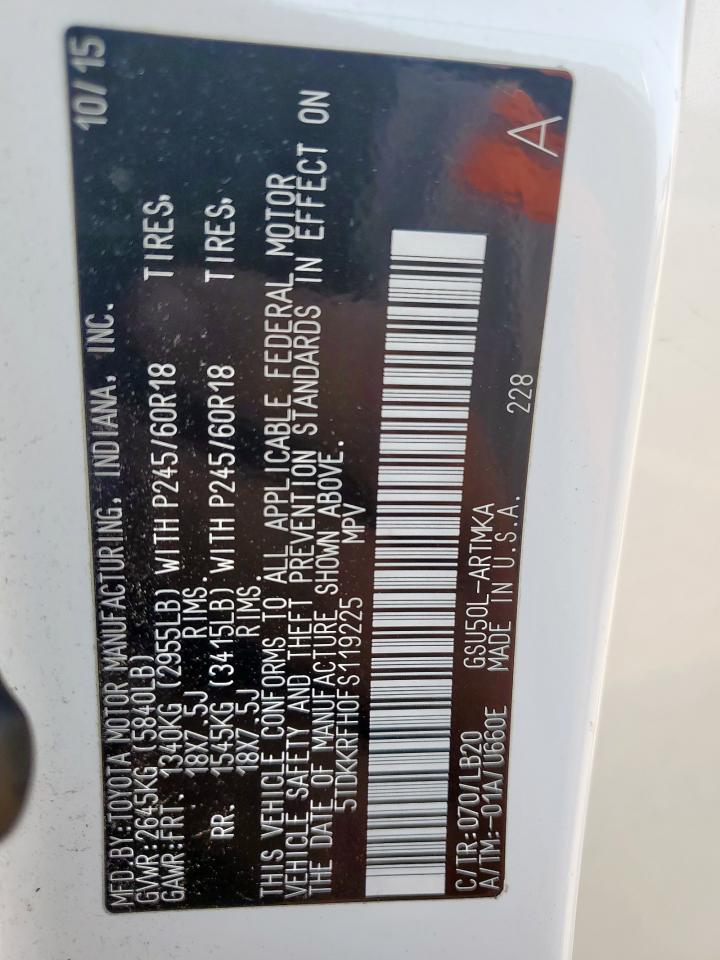 MFD BY:TOYOTA MOTOR MANUFACTURING, INDIANA, INC. 10/15
GVWR:2645KG (5840LB)
GAWR:FRT. 1340KG (2955LB) WITH P245/60R18 TIRES,
18X7.5J RIMS.
RR. 1545KG (3415LB) WITH P245/60R18 TIRES,
18X7.5J RIMS.
THIS VEHICLE CONFORMS TO ALL APPLICABLE FEDERAL MOTOR
VEHICLE SAFETY AND THEFT PREVENTION STANDARDS IN EFFECT ON
THE DATE OF MANUFACTURE SHOWN ABOVE.
5TDKKRFH0FS119225 MPV
C/TR:070/LB20 GSU50L-ARTMKA 228 A
A/TM:-01A/U660E MADE IN U.S.A.